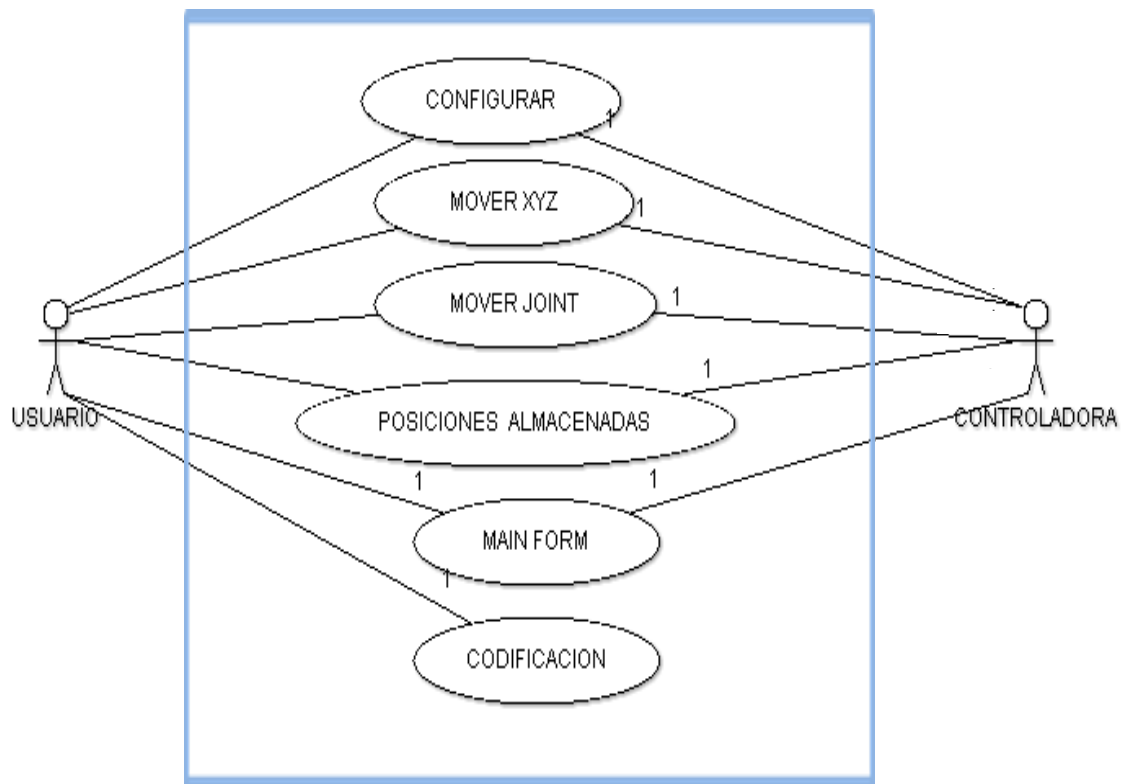 CONFIGURAR
1
MOVER XYZ
1
MOVER JOINT
1
USUARIO
CONTROLADORA
POSICIONES ALMACENADAS
1
1
1
MAIN FORM
1
CODIFICACION